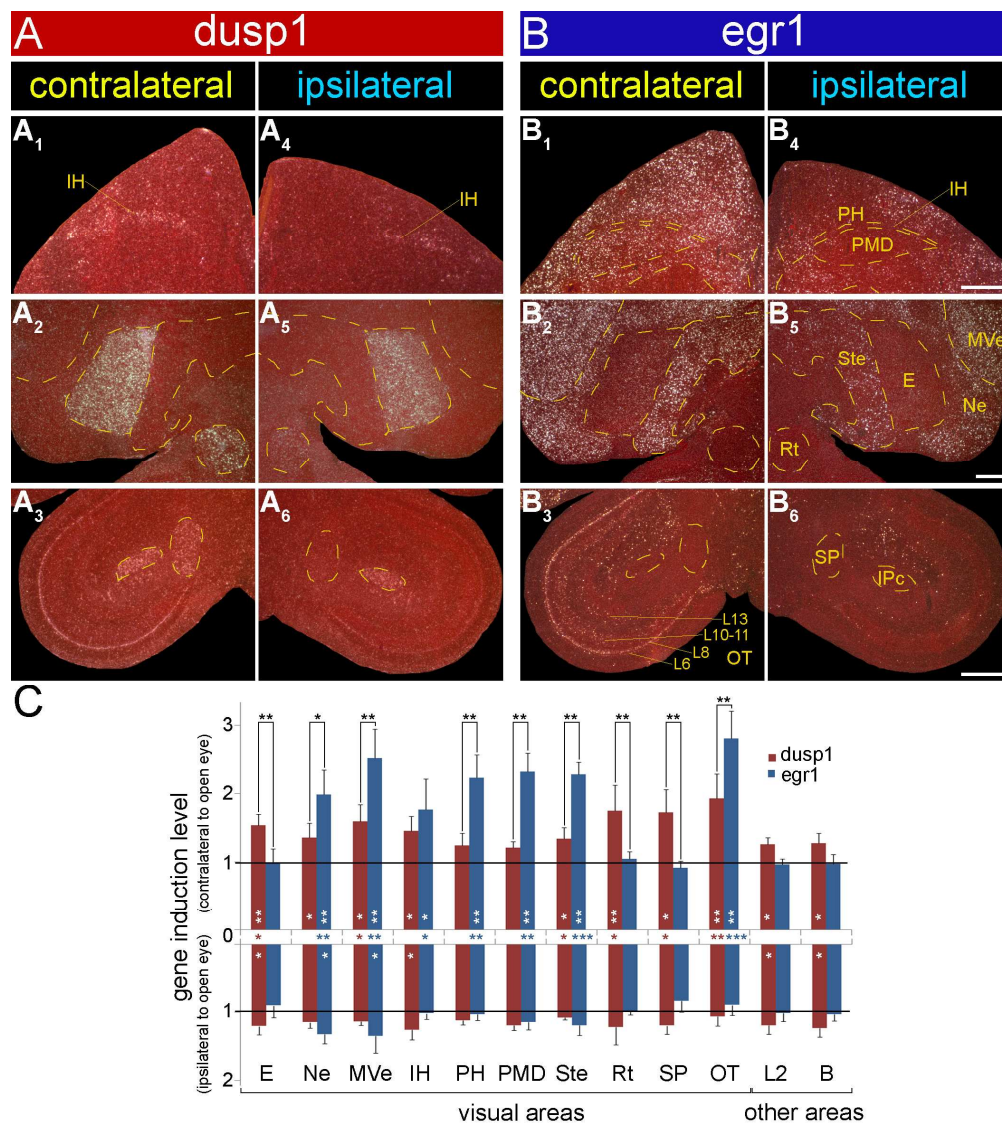 A dusp1
B egr1
contralateral ipsilateral
contralateral ipsilateral
A1 IH
A4 IH
B1
B4 IH PH PMD
A2
A5
B2
B5 MVe Ste E Ne Rt
A3
A6
B3 L13 L10-11 L8 L6 OT
B6 SP IPc
C
gene induction level
(contralateral to open eye)
(ipsilateral to open eye)
3
2
1
0
1
2
** * ** ** ** ** ** ** **
dusp1
egr1
** * ** * ** * * ** ** * ** ** * ** ** * *
* ** * ** * ** ** * *** * * ** ***
* * * * * *
E Ne MVe IH PH PMD Ste Rt SP OT L2 B
visual areas other areas